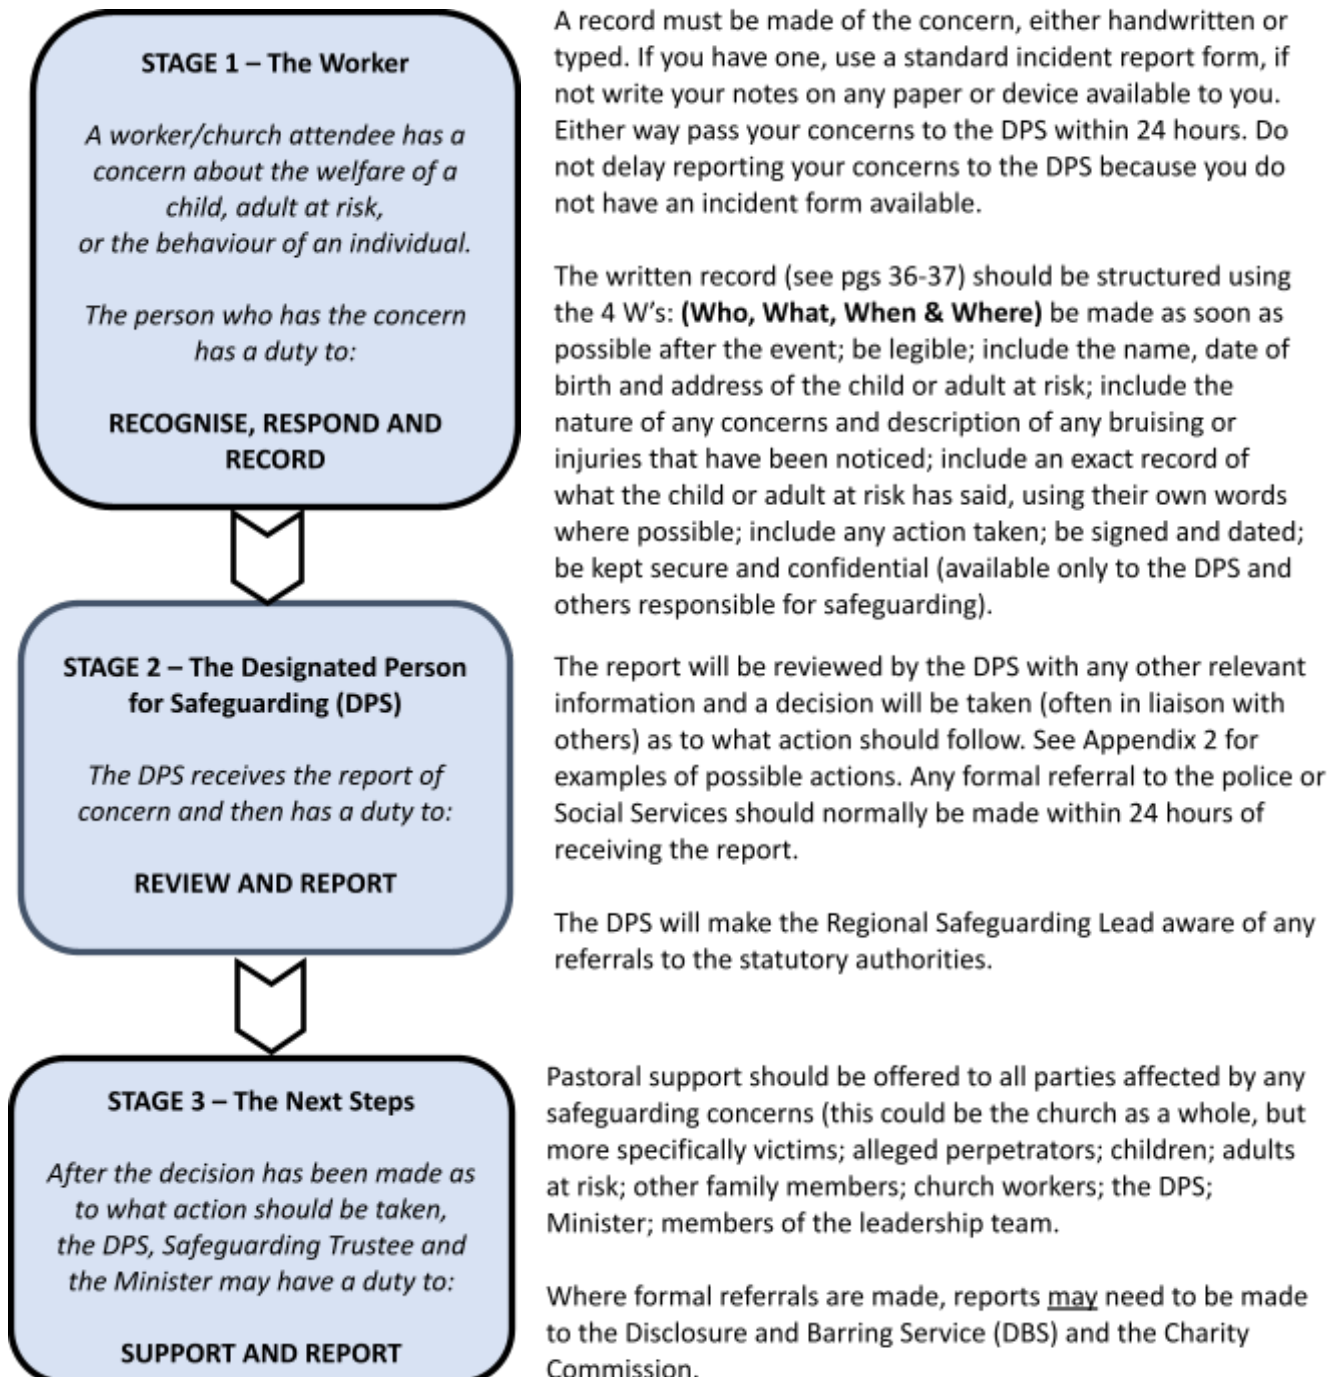 STAGE 1 – The Worker
A worker/church attendee has a
concern about the welfare of a
child, adult at risk,
or the behaviour of an individual.
The person who has the concern
has a duty to:
RECOGNISE, RESPOND AND
RECORD
A record must be made of the concern, either handwritten or
typed. If you have one, use a standard incident report form, if
not write your notes on any paper or device available to you.
Either way pass your concerns to the DPS within 24 hours. Do
not delay reporting your concerns to the DPS because you do
not have an incident form available.
The written record (see pgs 36-37) should be structured using
the 4 W's: (Who, What, When & Where) be made as soon as
possible after the event; be legible; include the name, date of
birth and address of the child or adult at risk; include the
nature of any concerns and description of any bruising or
injuries that have been noticed; include an exact record of
what the child or adult at risk has said, using their own words
where possible; include any action taken; be signed and dated;
be kept secure and confidential (available only to the DPS and
others responsible for safeguarding).
STAGE 2 – The Designated Person
for Safeguarding (DPS)
The DPS receives the report of
concern and then has a duty to:
REVIEW AND REPORT
The report will be reviewed by the DPS with any other relevant
information and a decision will be taken (often in liaison with
others) as to what action should follow. See Appendix 2 for
examples of possible actions. Any formal referral to the police or
Social Services should normally be made within 24 hours of
receiving the report.
The DPS will make the Regional Safeguarding Lead aware of any
referrals to the statutory authorities.
STAGE 3 – The Next Steps
After the decision has been made as
to what action should be taken,
the DPS, Safeguarding Trustee and
the Minister may have a duty to:
SUPPORT AND REPORT
Pastoral support should be offered to all parties affected by any
safeguarding concerns (this could be the church as a whole, but
more specifically victims; alleged perpetrators; children; adults
at risk; other family members; church workers; the DPS;
Minister; members of the leadership team.
Where formal referrals are made, reports may need to be made
to the Disclosure and Barring Service (DBS) and the Charity
Commission.